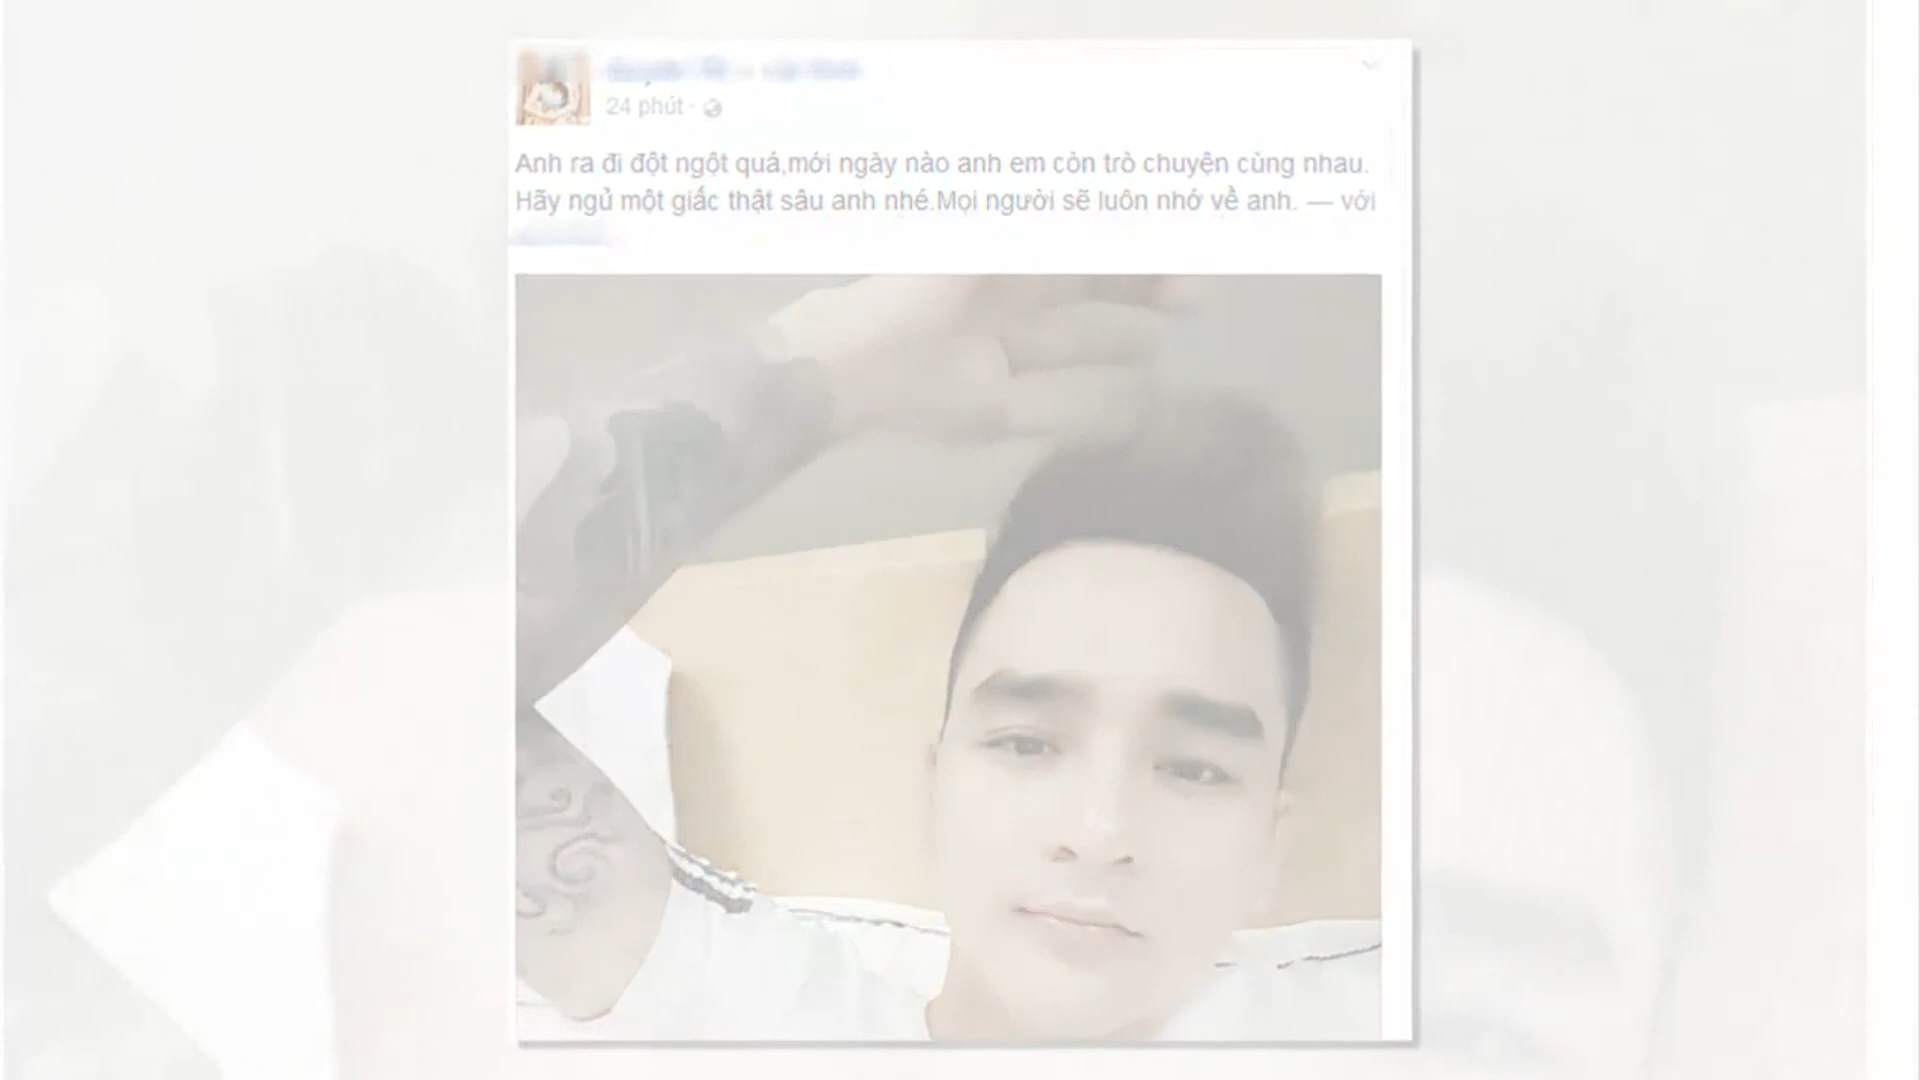 24 phút ·
Anh ra đi đột ngột quá,mới ngày nào anh em còn trò chuyện cùng nhau.
Hãy ngủ một giấc thật sâu anh nhé.Mọi người sẽ luôn nhớ về anh. — với